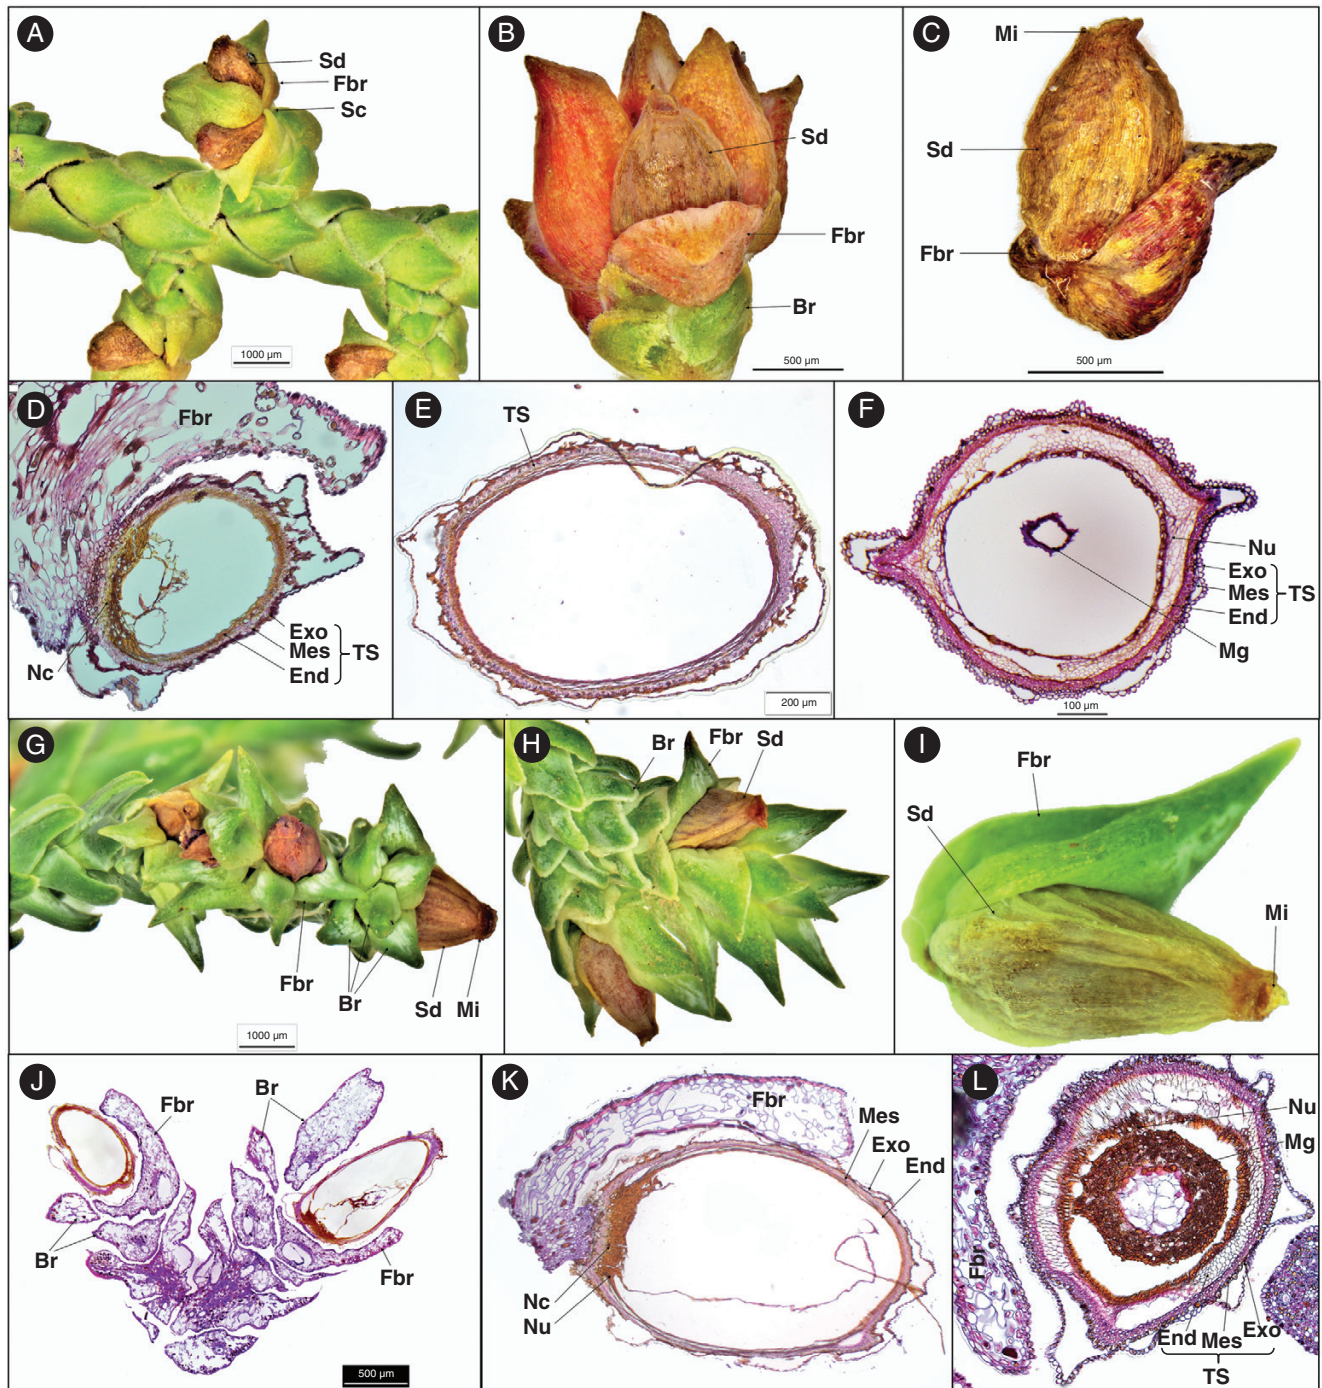 A
Sd
Fbr
Sc
1000 µm
B
Sd
Fbr
Br
500 µm
C
Mi
Sd
Fbr
500 µm
D
Fbr
Nc
Exo
Mes
End
TS
E
TS
200 µm
F
Nu
Exo
Mes
End
TS
Mg
100 µm
G
Fbr
Br
Sd
Mi
1000 µm
H
Br
Fbr
Sd
I
Fbr
Sd
Mi
J
Fbr
Br
Br
Fbr
500 µm
K
Fbr
Mes
Exo
End
Nc
Nu
L
Nu
Mg
Fbr
End
Mes
Exo
TS